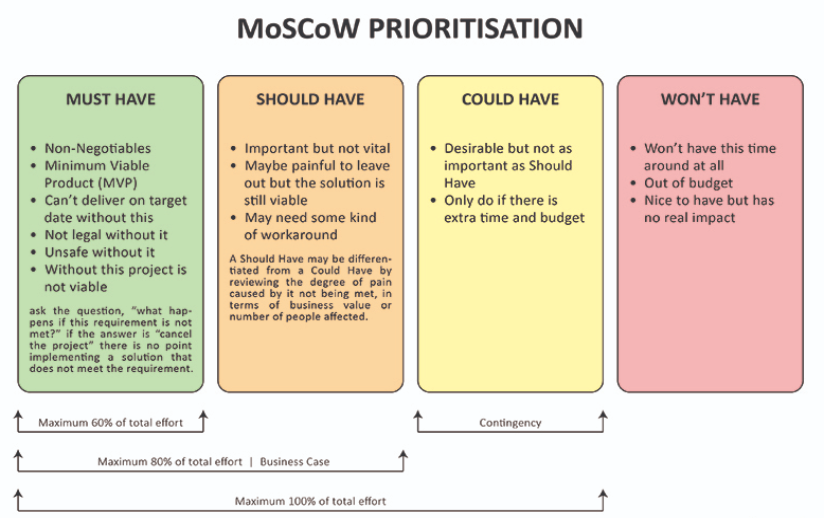 MoSCoW PRIORITISATION
MUST HAVE
• Non-Negotiables
• Minimum Viable
Product (MVP)
• Can't deliver on target
date without this
• Not legal without it
• Unsafe without it
• Without this project is
not viable
ask the question, "what hap-
pens if this requirement is not
met?" if the answer is "cancel
the project" there is no point
implementing a solution that
does not meet the requirement.
SHOULD HAVE
• Important but not vital
• Maybe painful to leave
out but the solution is
still viable
• May need some kind
of workaround
A Should Have may be differen-
tiated from a Could Have by
reviewing the degree of pain
caused by it not being met, in
terms of business value or
number of people affected.
COULD HAVE
• Desirable but not as
important as Should
Have
• Only do if there is
extra time and budget
WON'T HAVE
• Won't have this time
around at all
• Out of budget
• Nice to have but has
no real impact
Maximum 60% of total effort
Contingency
Maximum 80% of total effort | Business Case
Maximum 100% of total effort